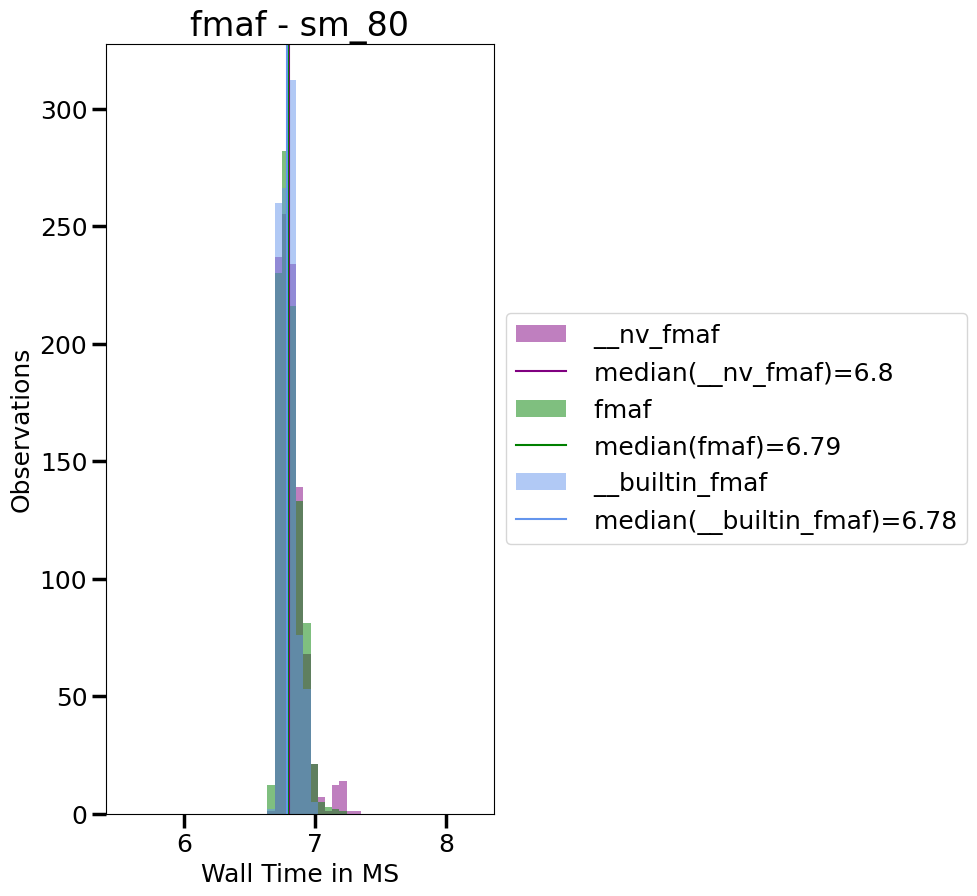 fmaf - sm_80
300
250
200
150
100
50
0
Observations
6 7 8
Wall Time in MS
__nv_fmaf
median(__nv_fmaf)=6.8
fmaf
median(fmaf)=6.79
__builtin_fmaf
median(__builtin_fmaf)=6.78